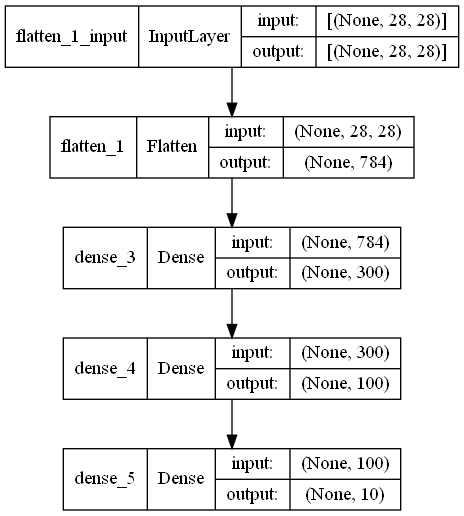 flatten_1_input InputLayer input: [(None, 28, 28)]
output: [(None, 28, 28)]
flatten_1 Flatten input: (None, 28, 28)
output: (None, 784)
dense_3 Dense input: (None, 784)
output: (None, 300)
dense_4 Dense input: (None, 300)
output: (None, 100)
dense_5 Dense input: (None, 100)
output: (None, 10)